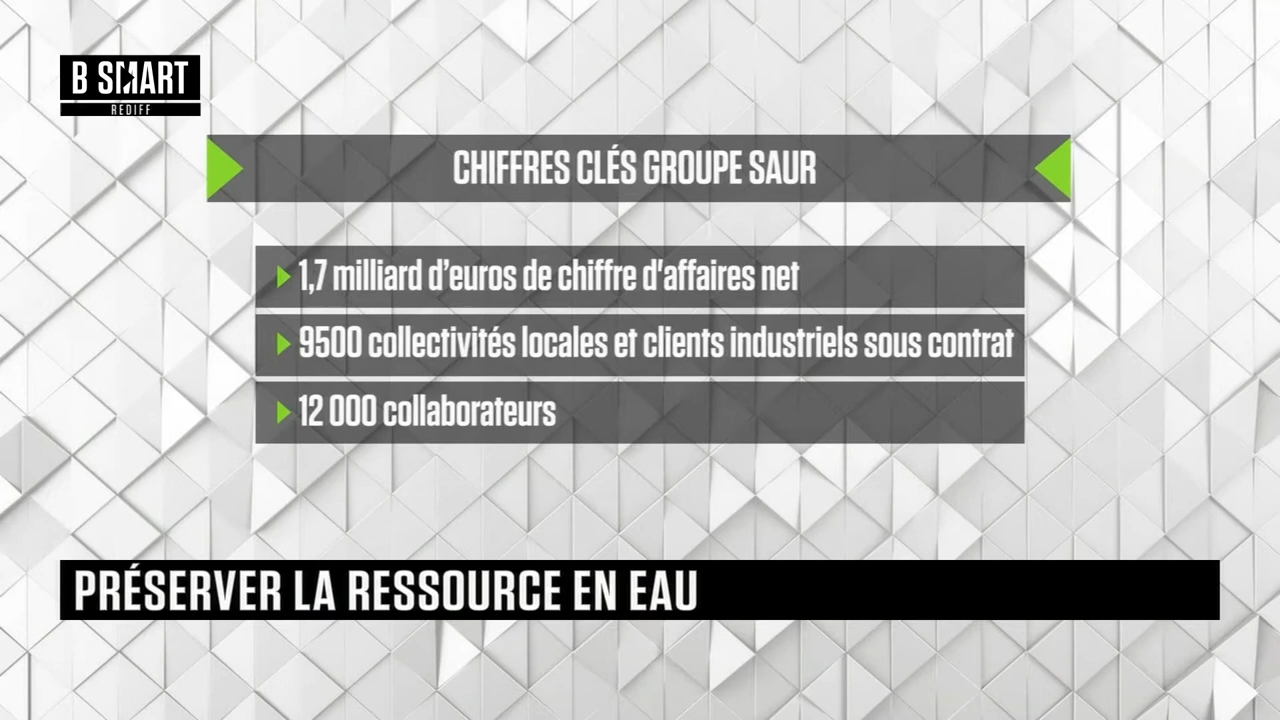 B SMART
REDIFF
CHIFFRES CLÉS GROUPE SAUR
1,7 milliard d’euros de chiffre d'affaires net
9500 collectivités locales et clients industriels sous contrat
12 000 collaborateurs
PRÉSERVER LA RESSOURCE EN EAU